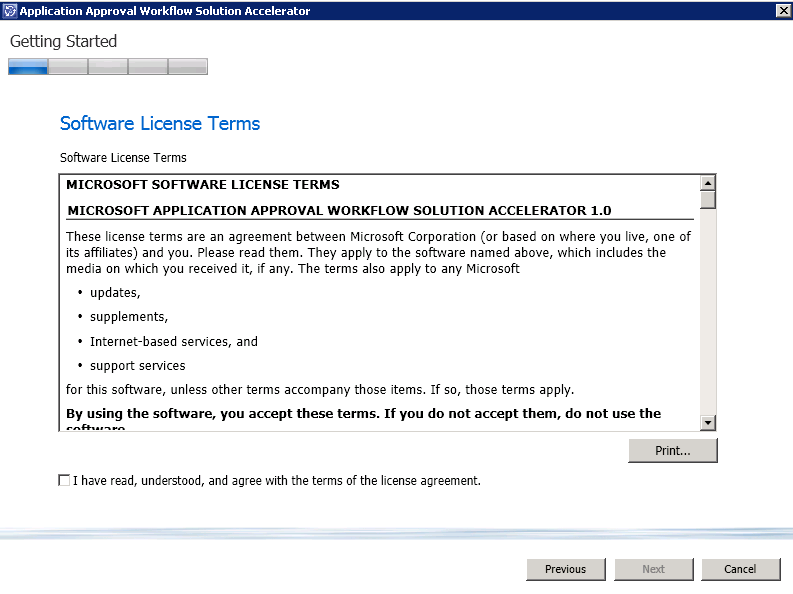 Application Approval Workflow Solution Accelerator
Getting Started
Software License Terms
Software License Terms
MICROSOFT SOFTWARE LICENSE TERMS
MICROSOFT APPLICATION APPROVAL WORKFLOW SOLUTION ACCELERATOR 1.0
These license terms are an agreement between Microsoft Corporation (or based on where you live, one of
its affiliates) and you. Please read them. They apply to the software named above, which includes the
media on which you received it, if any. The terms also apply to any Microsoft
• updates,
• supplements,
• Internet-based services, and
• support services
for this software, unless other terms accompany those items. If so, those terms apply.
By using the software, you accept these terms. If you do not accept them, do not use the
software
Print...
I have read, understood, and agree with the terms of the license agreement.
Previous
Next
Cancel